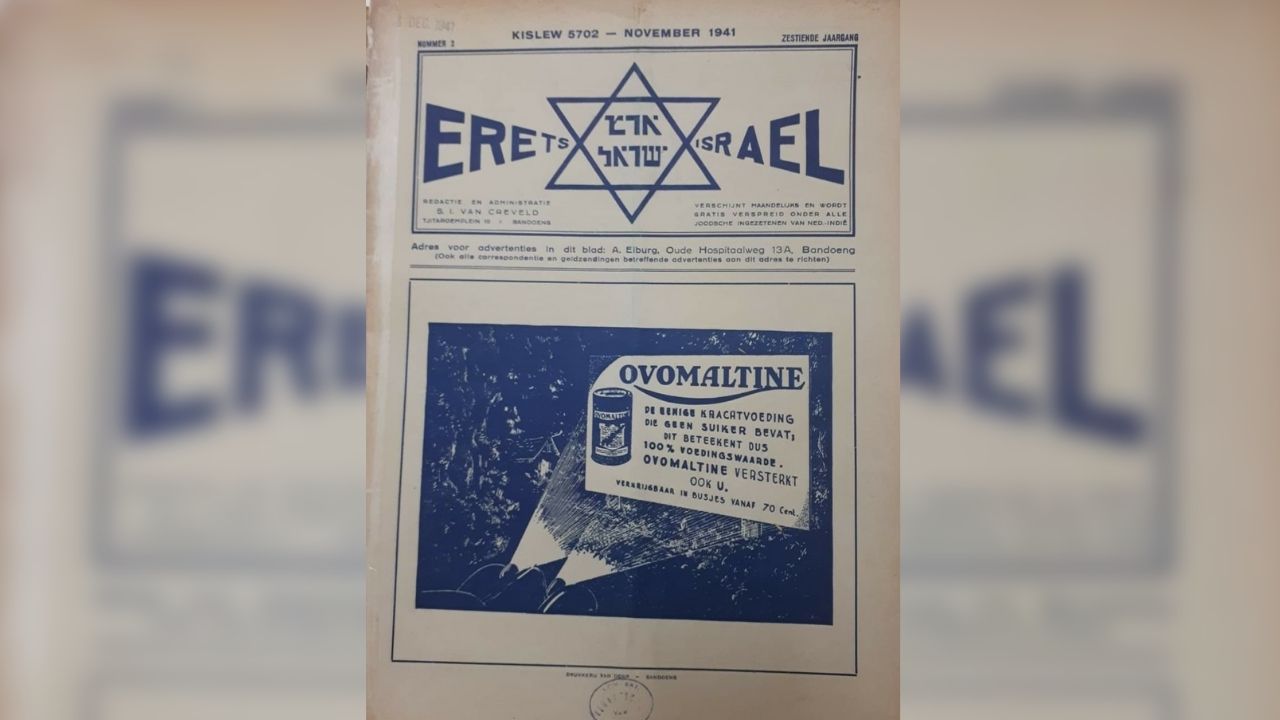 DEC. 1941
NUMMER 2
KISLEW 5702 — NOVEMBER 1941
ZESTIENDE JAARGANG
ERETS ISRAEL
ארץ
ישראל
REDACTIE EN ADMINISTRATIE
S. I. VAN CREVELD
TJITAROEMPLEIN 10 • BANDOENG
VERSCHIJNT MAANDELIJKS EN WORDT
GRATIS VERSPREID ONDER ALLE
JOODSCHE INGEZETENEN VAN NED.-INDIË
Adres voor advertenties in dit blad: A. Elburg, Oude Hospitaalweg 13A, Bandoeng
(Ook alle correspondentie en geldzendingen betreffende advertenties aan dit adres te richten)
OVOMALTINE
OVOMALTINE
DE EENIGE KRACHTVOEDING
DIE GEEN SUIKER BEVAT;
DIT BETEEKENT DUS
100% VOEDINGSWAARDE.
OVOMALTINE VERSTERKT
OOK U.
VERKRIJGBAAR IN BUSJES VANAF 70 Cent.
DRUKKERIJ VAN DORP • BANDOENG